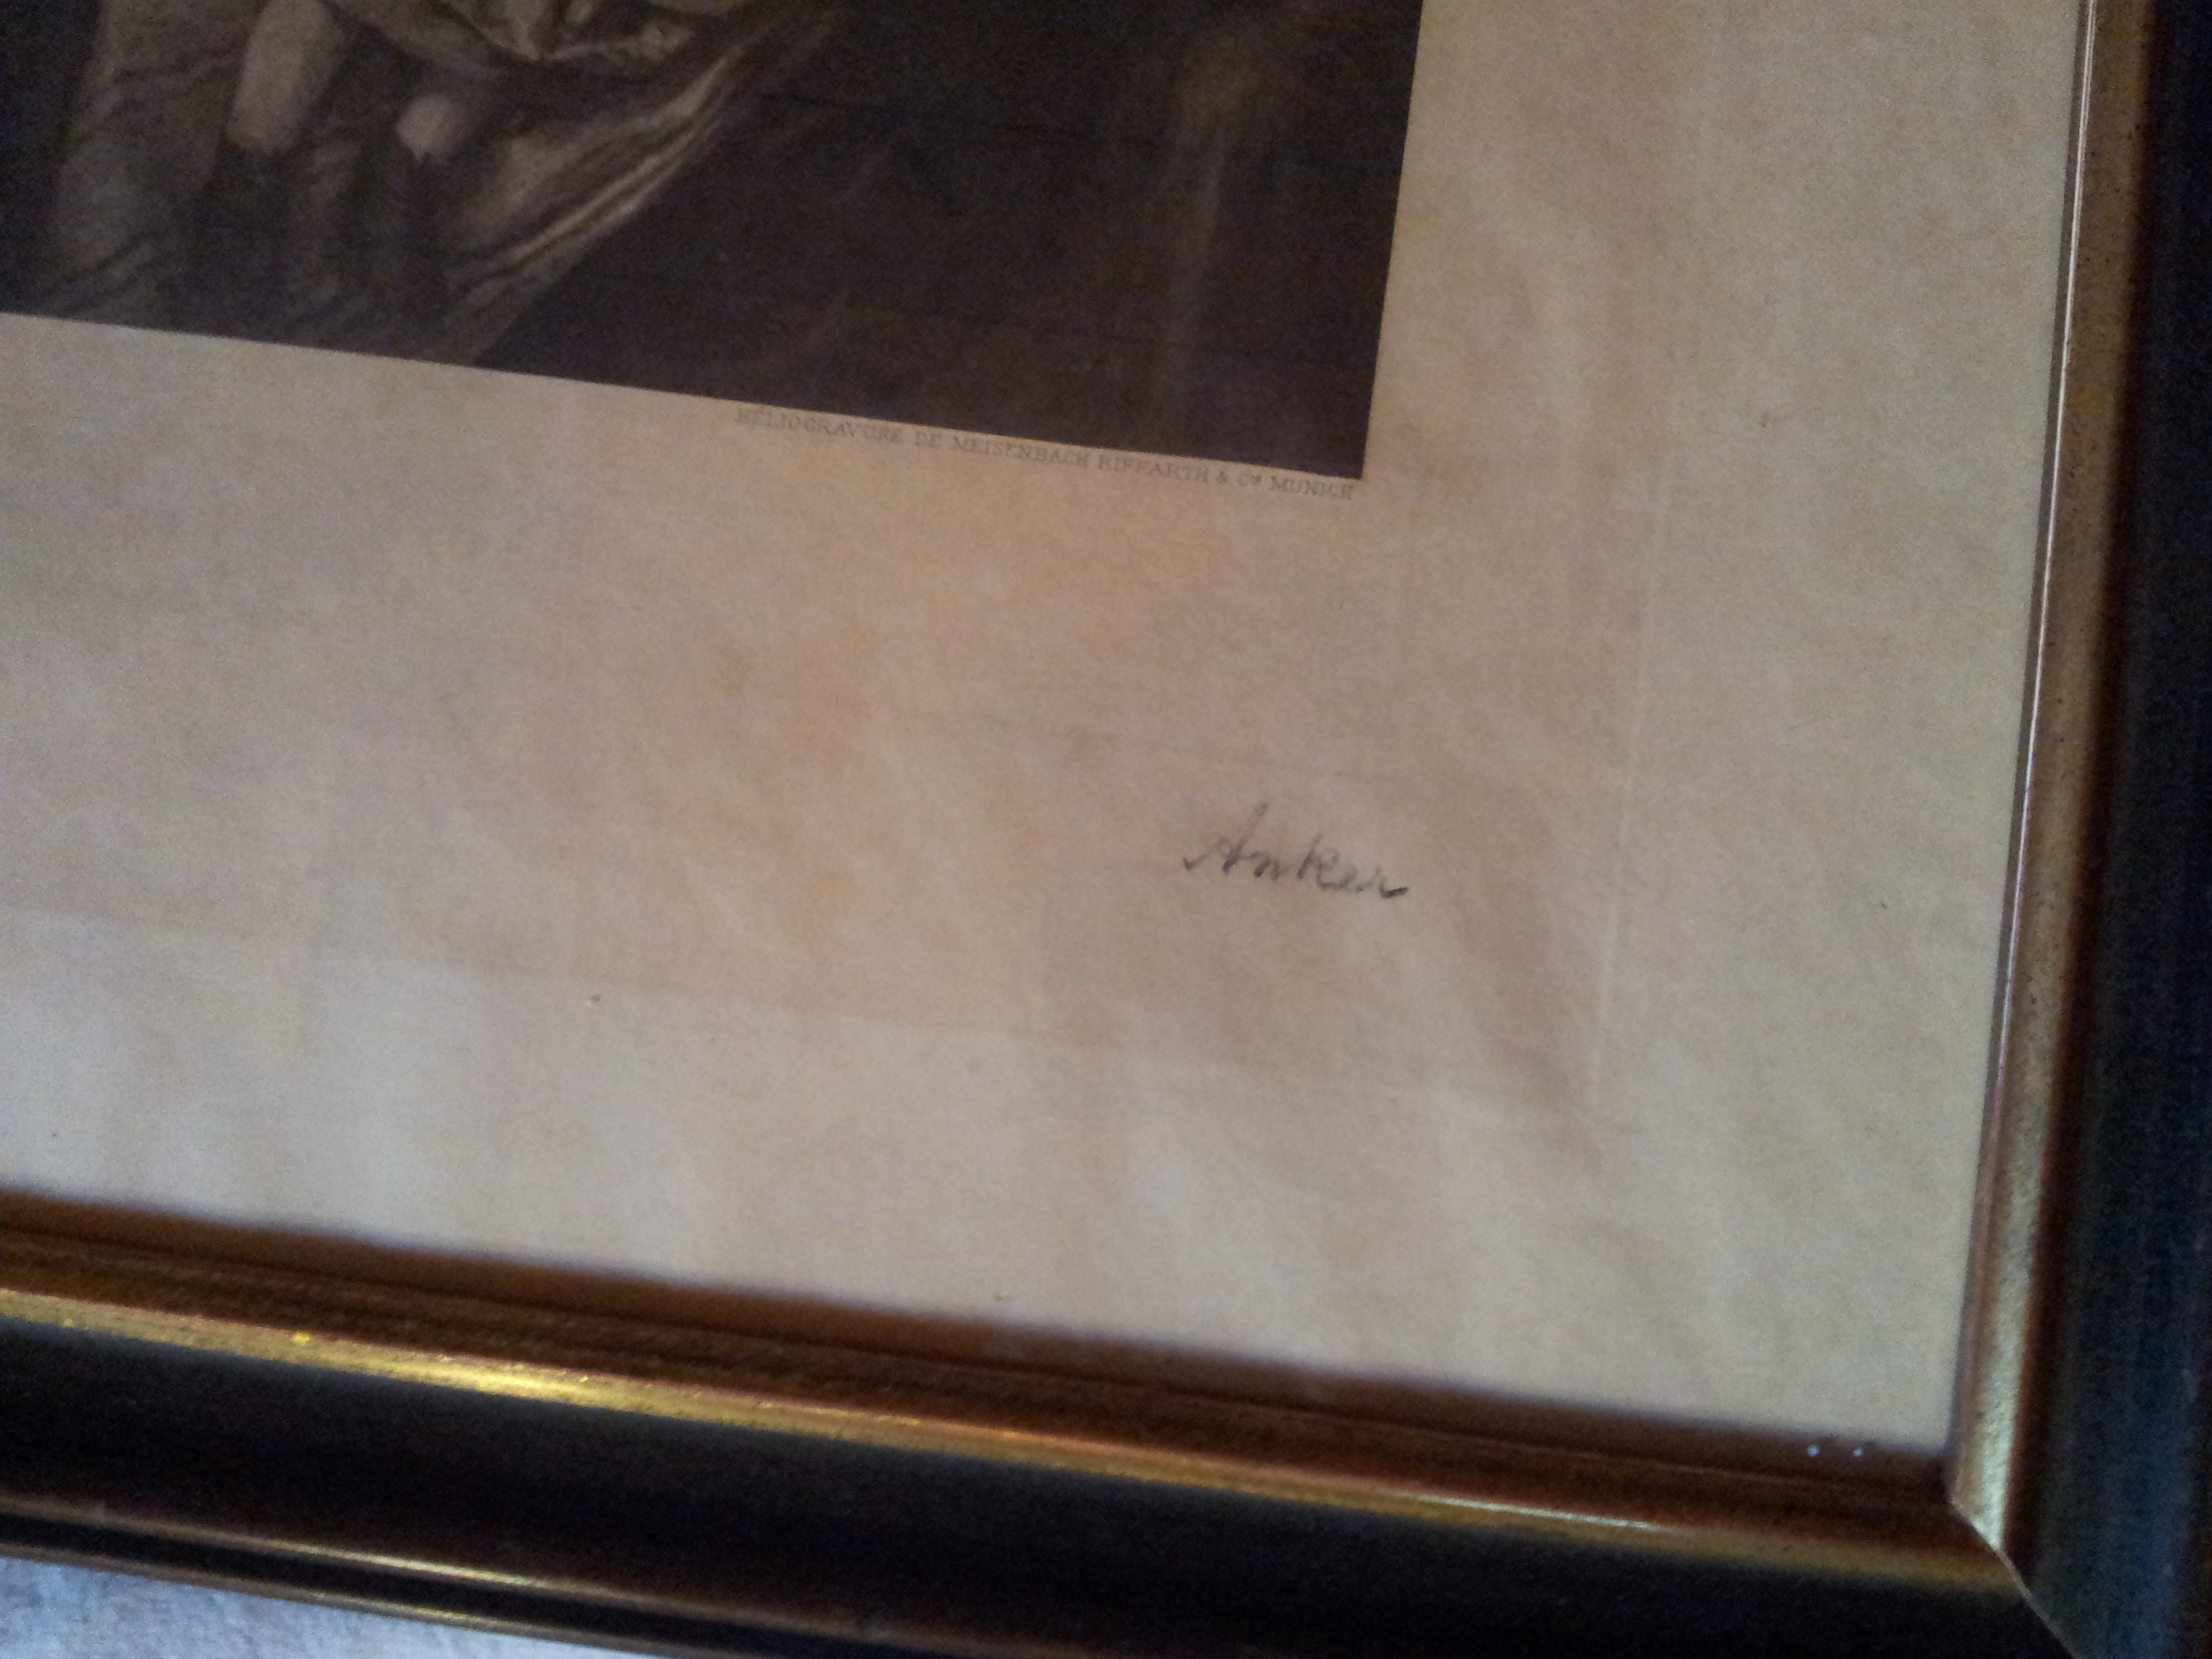 HÉLIOGRAVURE DE MEISENBACH RIFFARTH & Cie MUNICH
Anker